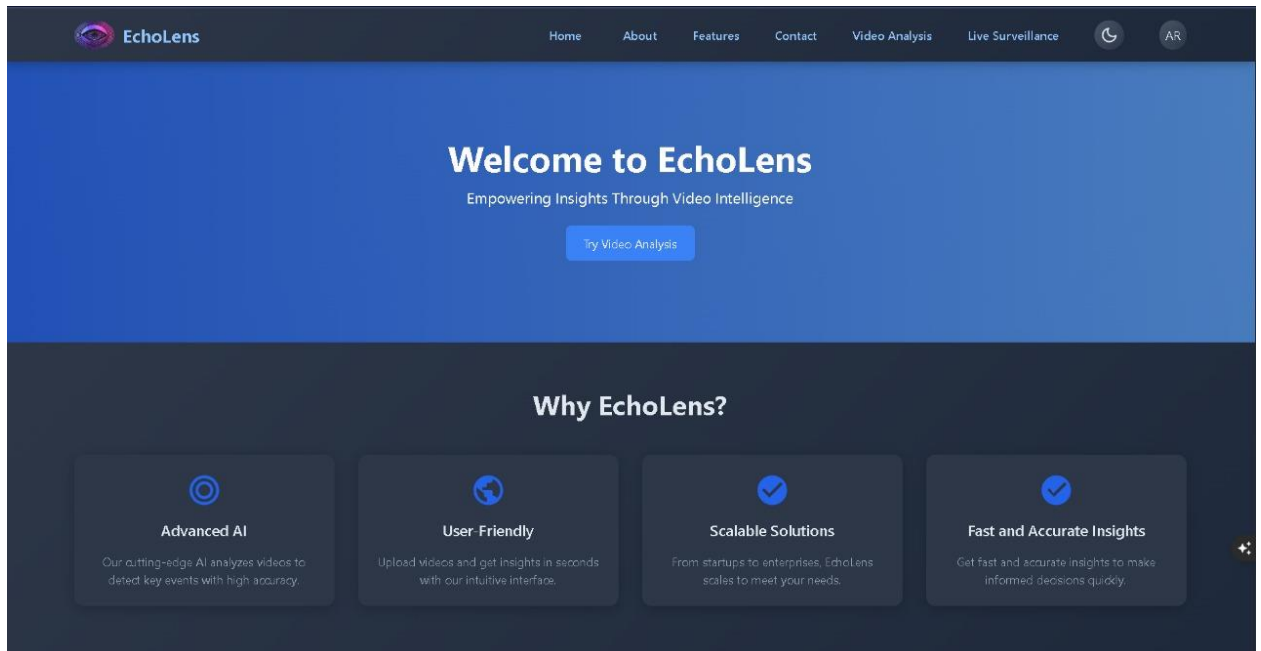 EchoLens
Home About Features Contact Video Analysis Live Surveillance AR
Welcome to EchoLens
Empowering Insights Through Video Intelligence
Try Video Analysis
Why EchoLens?
Advanced AI
Our cutting-edge AI analyzes videos to
detect key events with high accuracy.
User-Friendly
Upload videos and get insights in seconds
with our intuitive interface.
Scalable Solutions
From startups to enterprises, EchoLens
scales to meet your needs.
Fast and Accurate Insights
Get fast and accurate insights to make
informed decisions quickly.